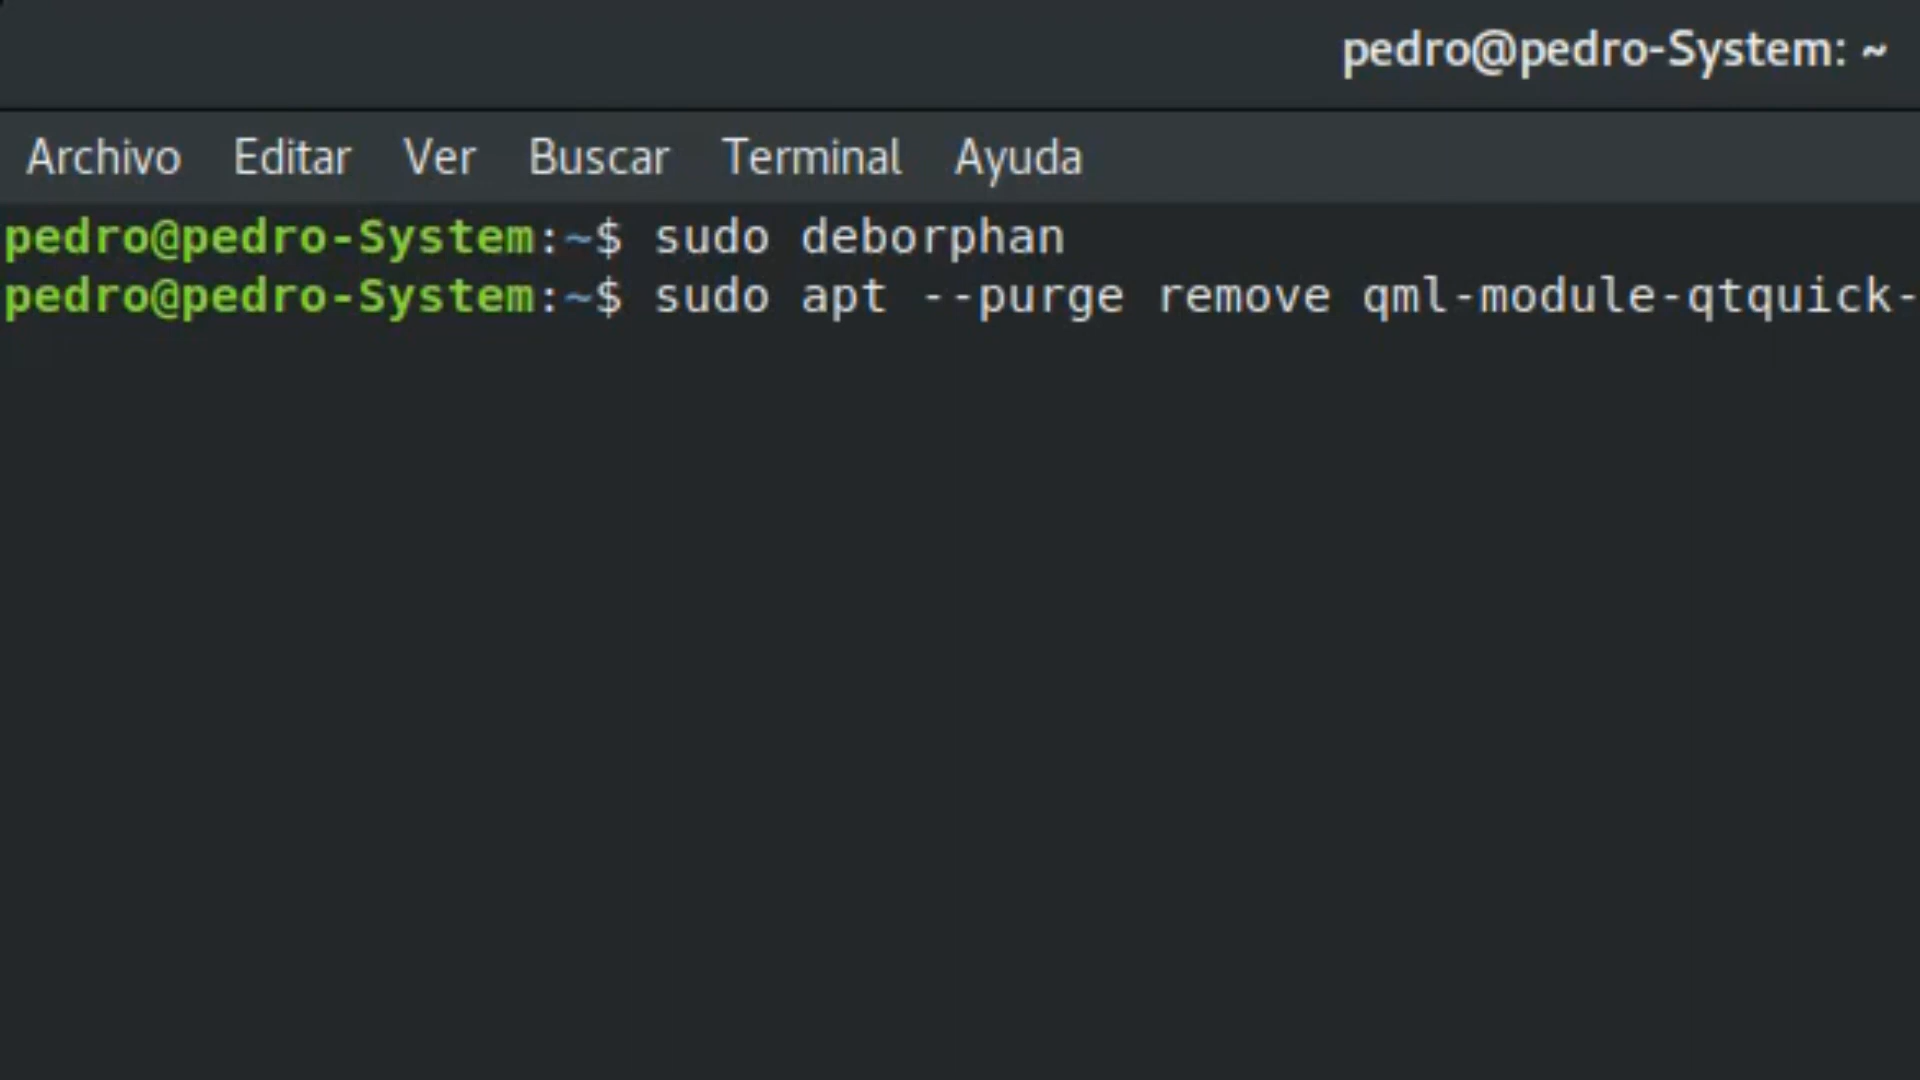 pedro@pedro-System: ~
Archivo Editar Ver Buscar Terminal Ayuda
pedro@pedro-System:~$ sudo deborphan
pedro@pedro-System:~$ sudo apt --purge remove qml-module-qtquick-